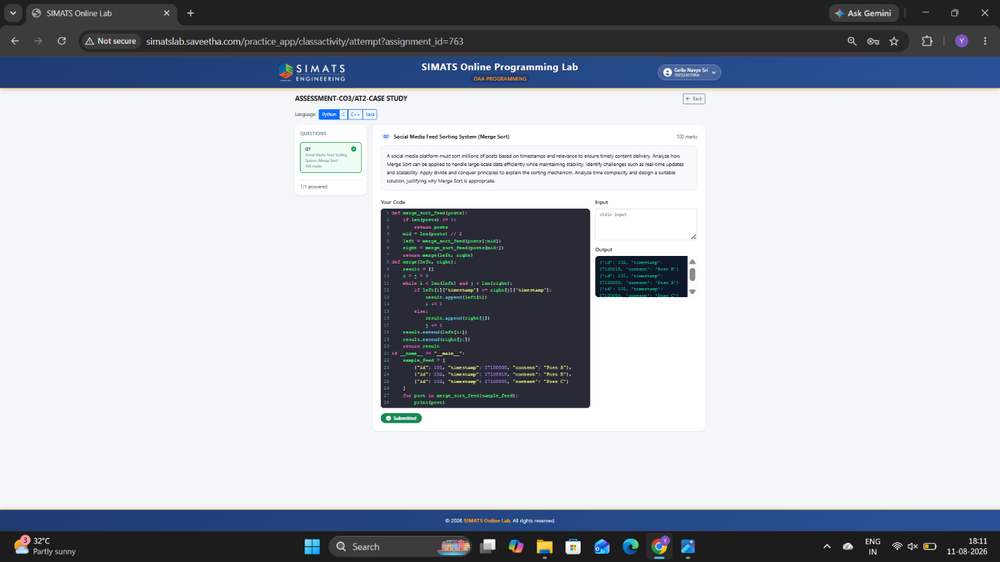 SIMATS Online Lab
Ask Gemini
Not secure
simatslab.saveetha.com/practice_app/classactivity/attempt?assignment_id=763
Y
SIMATS
ENGINEERING
SIMATS Online Programming Lab
DAA PROGRAMMING
Golla Navya Sri
192524170RA
ASSESSMENT-CO3/AT2-CASE STUDY
← Back
Language: Python C C++ Java
QUESTIONS
Q1
Social Media Feed Sorting
System (Merge Sort)
100 marks
1/1 answered
Q1 Social Media Feed Sorting System (Merge Sort)
100 marks
A social media platform must sort millions of posts based on timestamps and relevance to ensure timely content delivery. Analyze how
Merge Sort can be applied to handle large-scale data efficiently while maintaining stability. Identify challenges such as real-time updates
and scalability. Apply divide and conquer principles to explain the sorting mechanism. Analyze time complexity and design a suitable
solution, justifying why Merge Sort is appropriate.
Your Code
1 def merge_sort_feed(posts):
2 if len(posts) <= 1:
3 return posts
4 mid = len(posts) // 2
5 left = merge_sort_feed(posts[:mid])
6 right = merge_sort_feed(posts[mid:])
7 return merge(left, right)
8 def merge(left, right):
9 result = []
10 i = j = 0
11 while i < len(left) and j < len(right):
12 if left[i]['timestamp'] >= right[j]['timestamp']:
13 result.append(left[i])
14 i += 1
15 else:
16 result.append(right[j])
17 j += 1
18 result.extend(left[i:])
19 result.extend(right[j:])
20 return result
21 if __name__ == "__main__":
22 sample_feed = [
23 {"id": 101, "timestamp": 17100000, "content": "Post A"},
24 {"id": 102, "timestamp": 17100015, "content": "Post B"},
25 {"id": 103, "timestamp": 17100000, "content": "Post C"}
26 ]
27 for post in merge_sort_feed(sample_feed):
28 print(post)
Submitted
Input
stdin input
Output
{'id': 102, 'timestamp':
17100015, 'content': 'Post B'}
{'id': 101, 'timestamp':
17100000, 'content': 'Post A'}
{'id': 103, 'timestamp':
17100000, 'content': 'Post C'}
© 2026 SIMATS Online Lab. All rights reserved.
3
32°C
Partly sunny
Search
Y
ENG
IN
18:11
11-08-2026